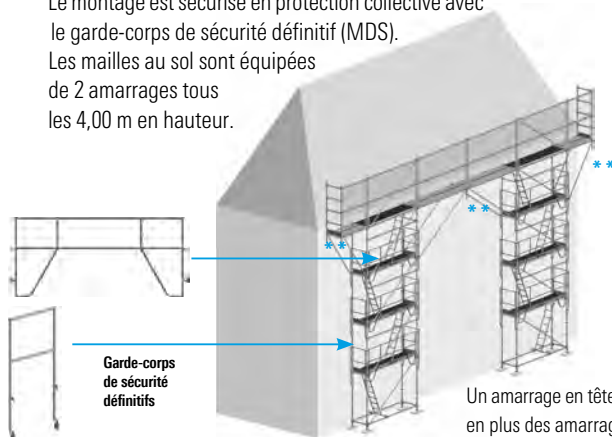 Le montage est sécurisé en protection collective avec
le garde-corps de sécurité définitif (MDS).
Les mailles au sol sont équipées
de 2 amarrages tous
les 4,00 m en hauteur.
**
**
**
Garde-corps
de sécurité
définitifs
Un amarrage en tête
en plus des amarrag